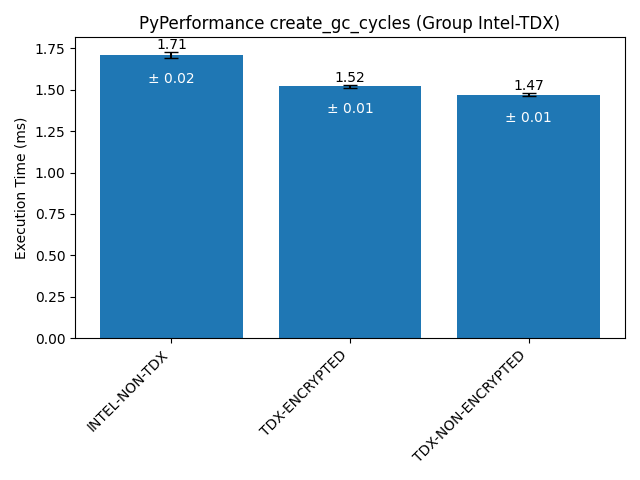 PyPerformance create_gc_cycles (Group Intel-TDX)
Execution Time (ms)
1.75
1.50
1.25
1.00
0.75
0.50
0.25
0.00
1.71
± 0.02
1.52
± 0.01
1.47
± 0.01
INTEL-NON-TDX
TDX-ENCRYPTED
TDX-NON-ENCRYPTED